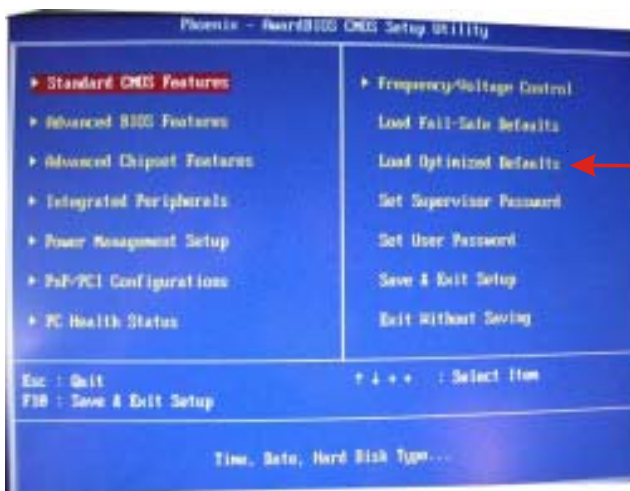 Phoenix - AwardBIOS CMOS Setup Utility
▸ Standard CMOS Features
▸ Advanced BIOS Features
▸ Advanced Chipset Features
▸ Integrated Peripherals
▸ Power Management Setup
▸ PnP/PCI Configurations
▸ PC Health Status
▸ Frequency/Voltage Control
Load Fail-Safe Defaults
Load Optimized Defaults
Set Supervisor Password
Set User Password
Save & Exit Setup
Exit Without Saving
Esc : Quit
F10 : Save & Exit Setup
↑ ↓ → ← : Select Item
Time, Date, Hard Disk Type...